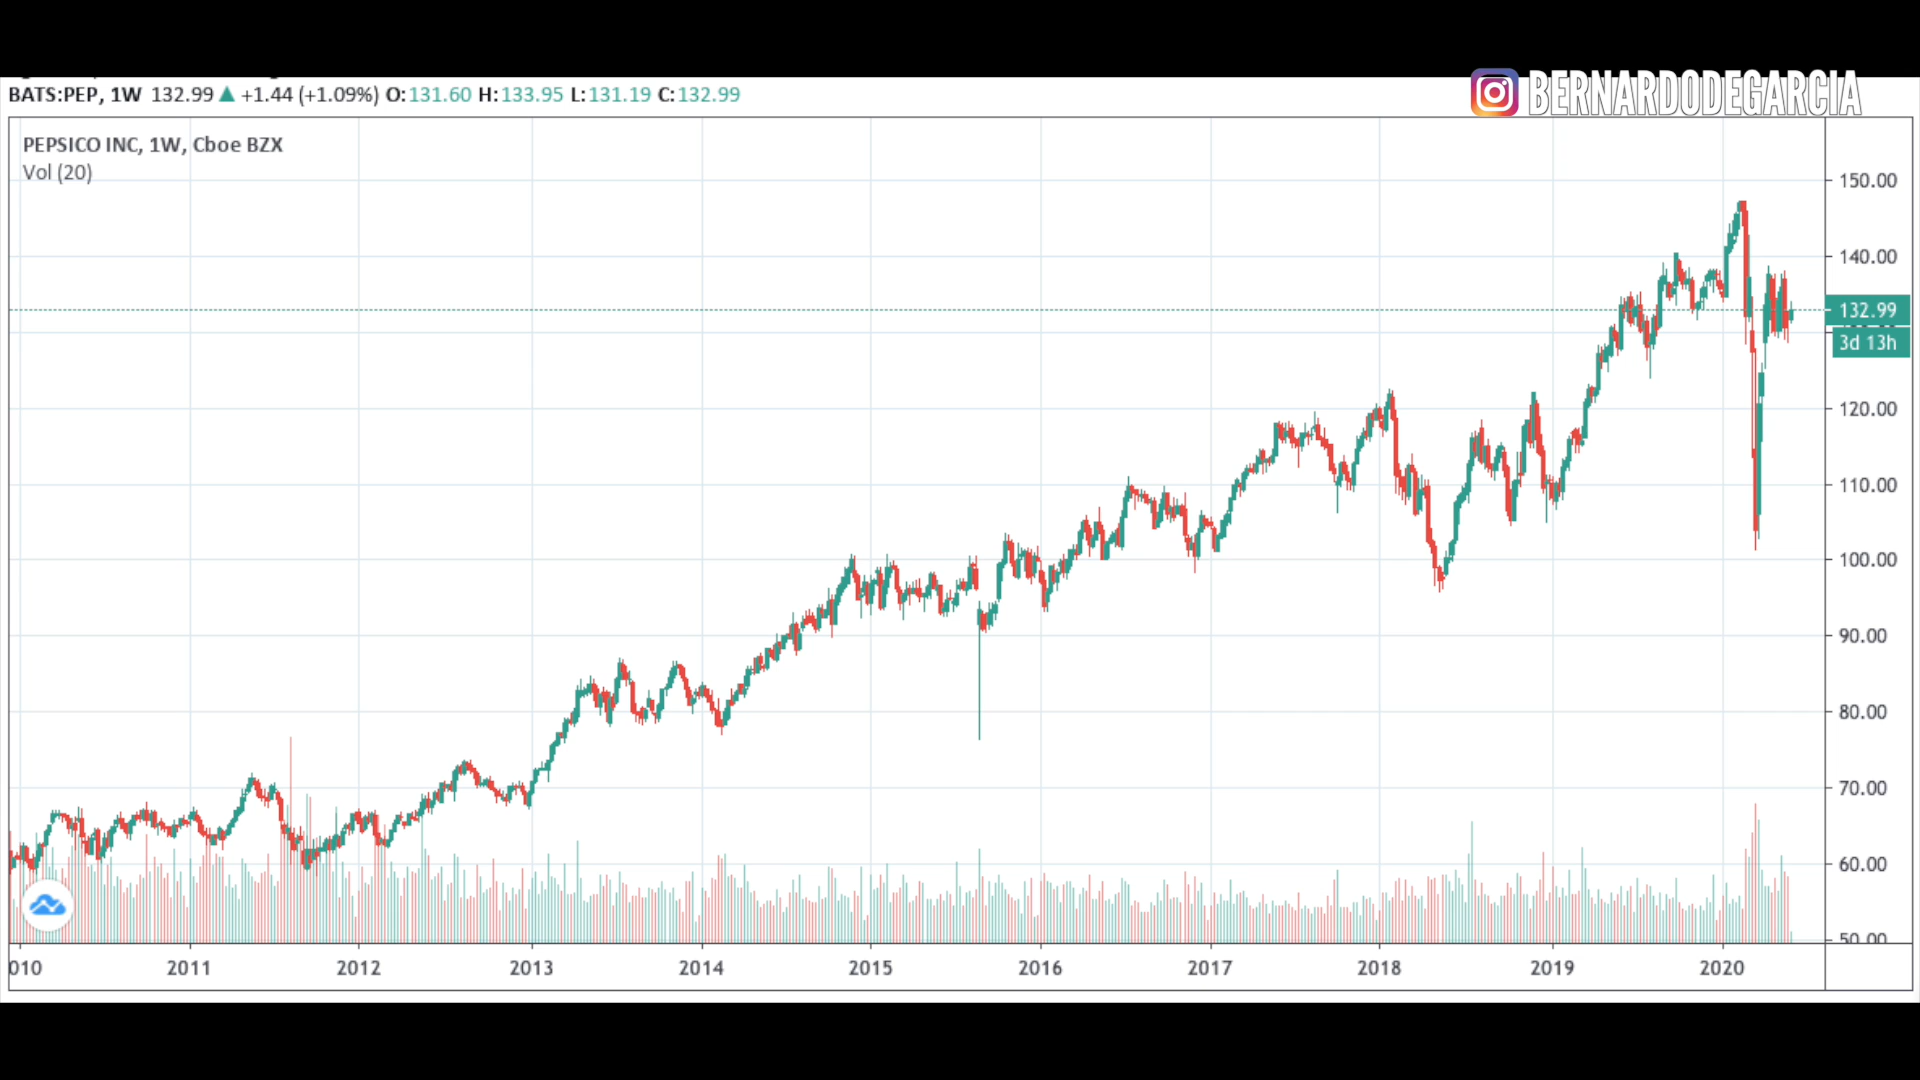 BERNARDODEGARCIA
BATS:PEP, 1W 132.99 ▲ +1.44 (+1.09%) O:131.60 H:133.95 L:131.19 C:132.99
PEPSICO INC, 1W, Cboe BZX
Vol (20)
150.00
140.00
132.99
3d 13h
120.00
110.00
100.00
90.00
80.00
70.00
60.00
50.00
010 2011 2012 2013 2014 2015 2016 2017 2018 2019 2020